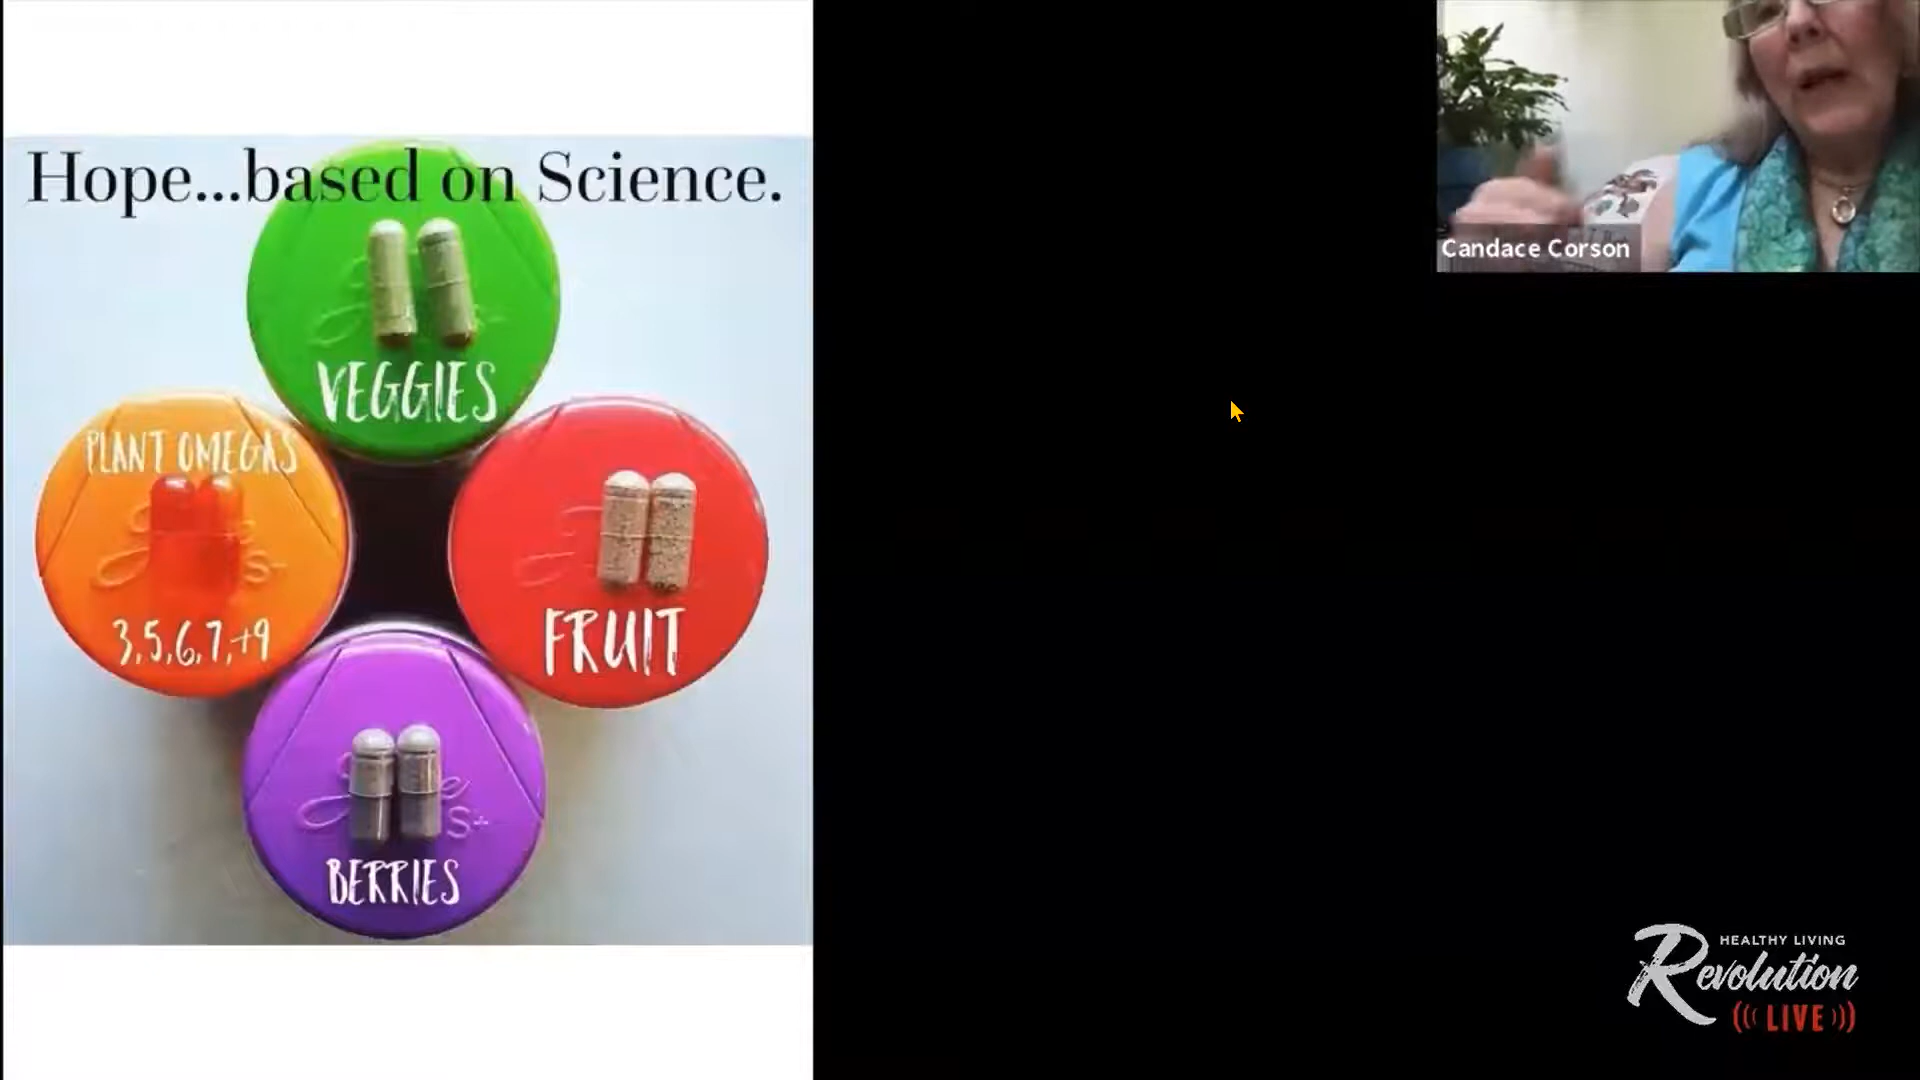 Hope...based on Science.
VEGGIES
PLANT OMEGAS
3,5,6,7,+9
FRUIT
BERRIES
Candace Corson
HEALTHY LIVING
Revolution
LIVE